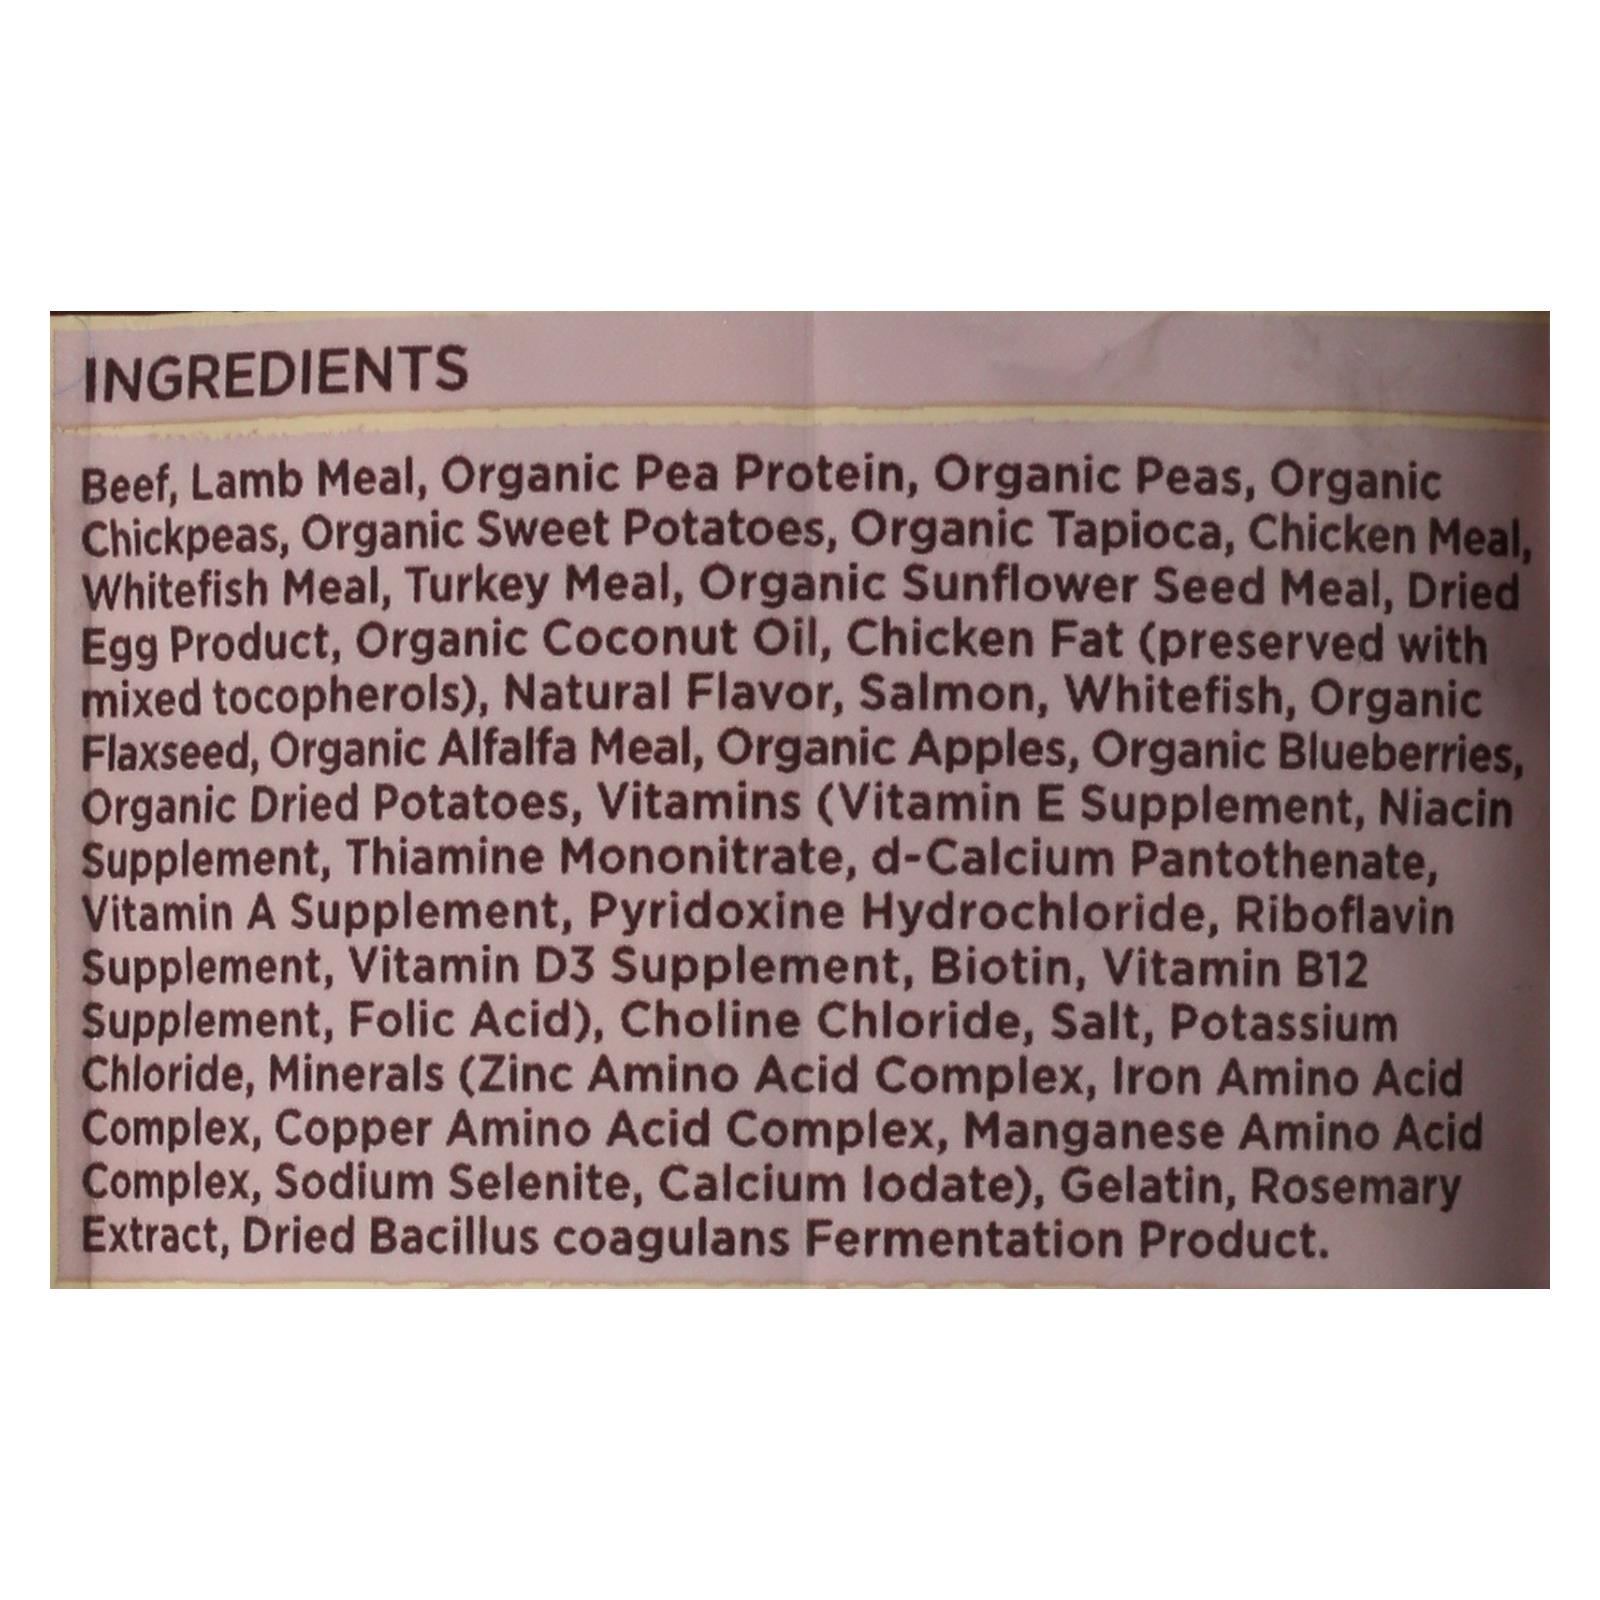 INGREDIENTS
Beef, Lamb Meal, Organic Pea Protein, Organic Peas, Organic
Chickpeas, Organic Sweet Potatoes, Organic Tapioca, Chicken Meal,
Whitefish Meal, Turkey Meal, Organic Sunflower Seed Meal, Dried
Egg Product, Organic Coconut Oil, Chicken Fat (preserved with
mixed tocopherols), Natural Flavor, Salmon, Whitefish, Organic
Flaxseed, Organic Alfalfa Meal, Organic Apples, Organic Blueberries,
Organic Dried Potatoes, Vitamins (Vitamin E Supplement, Niacin
Supplement, Thiamine Mononitrate, d-Calcium Pantothenate,
Vitamin A Supplement, Pyridoxine Hydrochloride, Riboflavin
Supplement, Vitamin D3 Supplement, Biotin, Vitamin B12
Supplement, Folic Acid), Choline Chloride, Salt, Potassium
Chloride, Minerals (Zinc Amino Acid Complex, Iron Amino Acid
Complex, Copper Amino Acid Complex, Manganese Amino Acid
Complex, Sodium Selenite, Calcium Iodate), Gelatin, Rosemary
Extract, Dried Bacillus coagulans Fermentation Product.